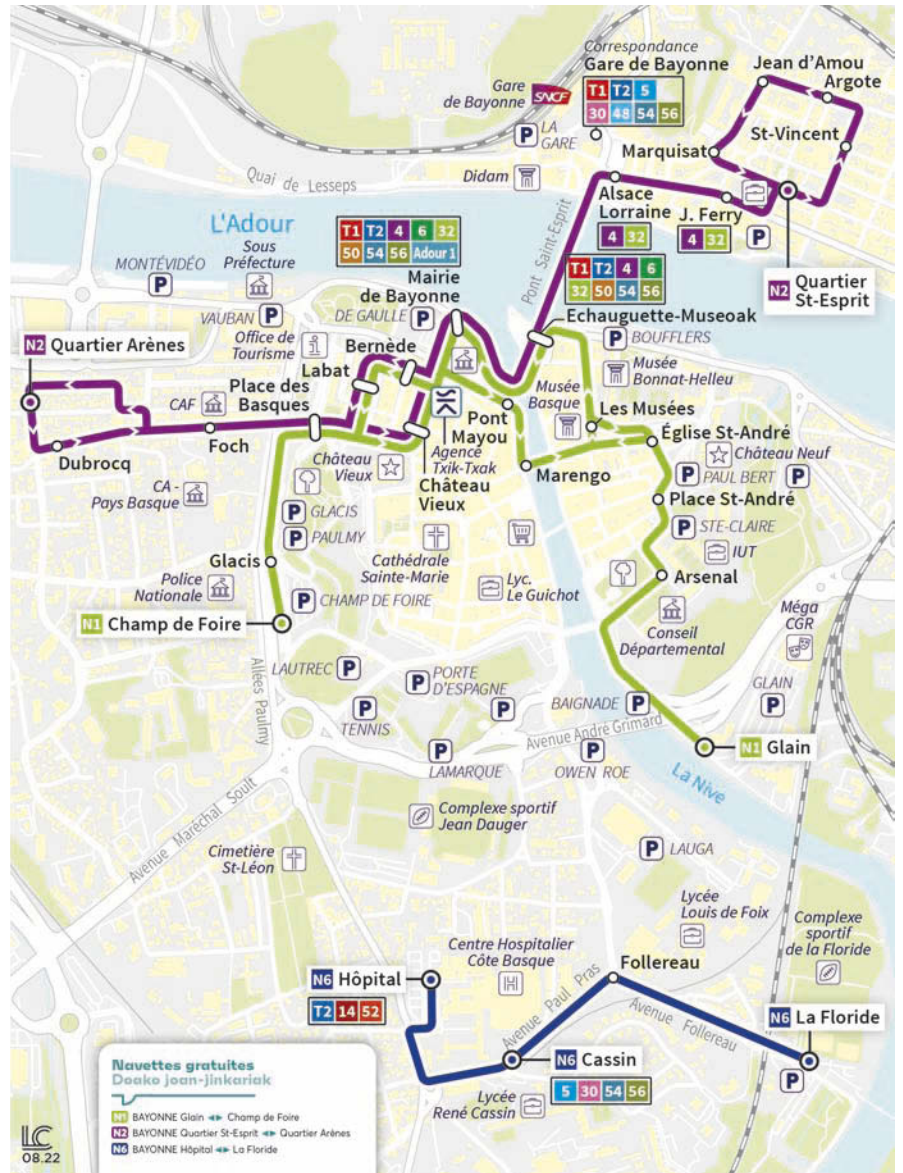 Correspondance
Gare de Bayonne
T1 T2 5
30 48 54 56
Jean d'Amou
Argote
St-Vincent
Marquisat
Gare
de Bayonne
SNCF
P LA
GARE
Didam
Quai de Lesseps
Alsace
Lorraine
4 32
J. Ferry
4 32
P
N2 Quartier
St-Esprit
Pont Saint-Esprit
L'Adour
T1 T2 4 6 32
50 54 56 Adour 1
Mairie
de Bayonne
T1 T2 4 6
32 50 54 56
Echauguette-Museoak
MONTÉVIDÉO
P
Sous
Préfecture
P
VAUBAN
Office de
Tourisme
DE GAULLE P
Bernède
Labat
P BOUFFLERS
Musée
Bonnat-Helleu
N2 Quartier Arènes
CAF
Place des
Basques
Foch
Dubrocq
CA -
Pays Basque
Agence
Txik-Txak
Château
Vieux
Château
Vieux
Pont
Mayou
Musée
Basque
Les Musées
Marengo
Église St-André
Château Neuf
P PAUL BERT P
Place St-André
P STE-CLAIRE
IUT
Arsenal
Conseil
Départemental
Méga
CGR
P GLACIS
P PAULMY
Glacis
Police
Nationale
P CHAMP DE FOIRE
N1 Champ de Foire
Cathédrale
Sainte-Marie
Lyc.
Le Guichot
LAUTREC P
P PORTE
D'ESPAGNE
P
P
TENNIS
P
LAMARQUE
BAIGNADE P
Avenue André Grimard
P
OWEN ROE
GLAIN
P
N1 Glain
La Nive
Allées Paulmy
Avenue Maréchal Soult
Complexe sportif
Jean Dauger
Cimetière
St-Léon
P LAUGA
Lycée
Louis de Foix
Complexe
sportif
de la Floride
Centre Hospitalier
Côte Basque
H
N6 Hôpital
T2 14 52
Follereau
Avenue Paul Pras
Avenue Follereau
N6 La Floride
P
N6 Cassin
5 30 54 56
Lycée
René Cassin
Navettes gratuites
Doako joan-jinkariak
N1 BAYONNE Glain ◄► Champ de Foire
N2 BAYONNE Quartier St-Esprit ◄► Quartier Arènes
N6 BAYONNE Hôpital ◄► La Floride
LC
08.22